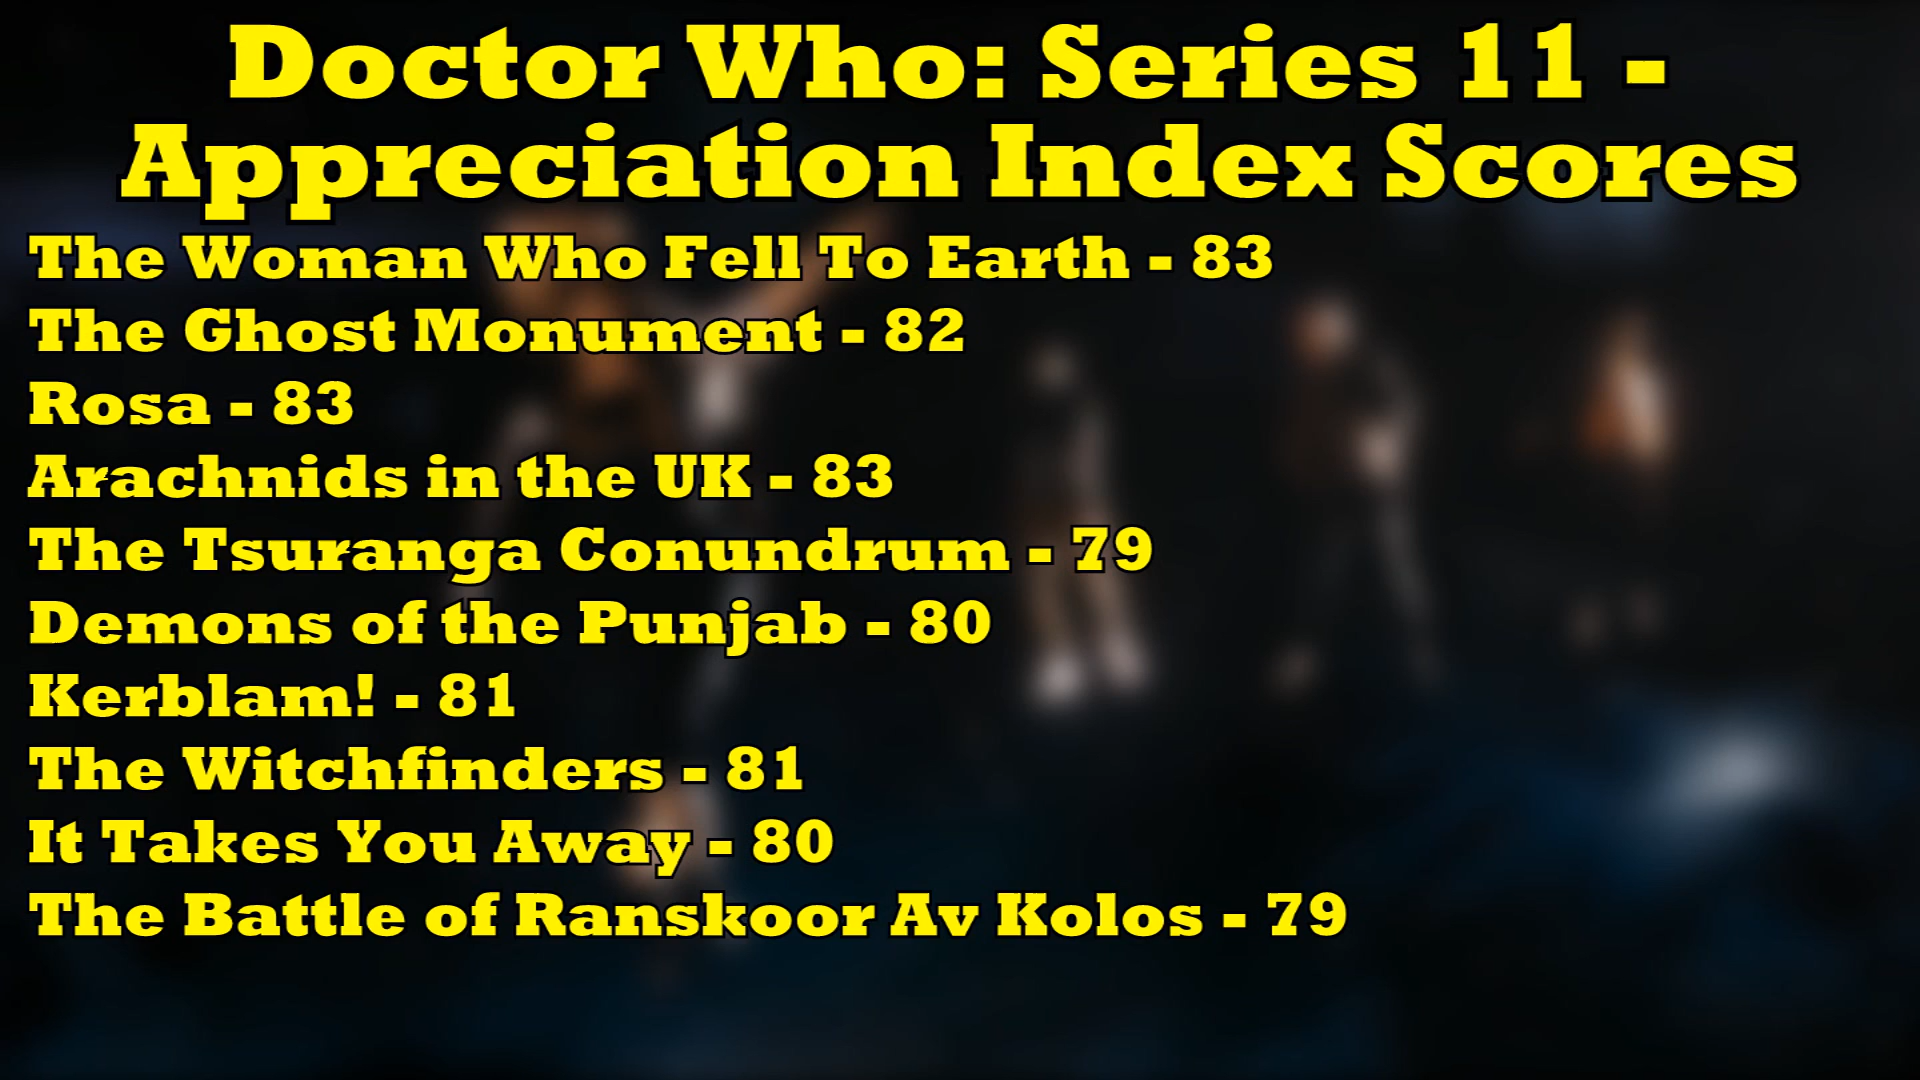 Doctor Who: Series 11 -
Appreciation Index Scores
The Woman Who Fell To Earth - 83
The Ghost Monument - 82
Rosa - 83
Arachnids in the UK - 83
The Tsuranga Conundrum - 79
Demons of the Punjab - 80
Kerblam! - 81
The Witchfinders - 81
It Takes You Away - 80
The Battle of Ranskoor Av Kolos - 79